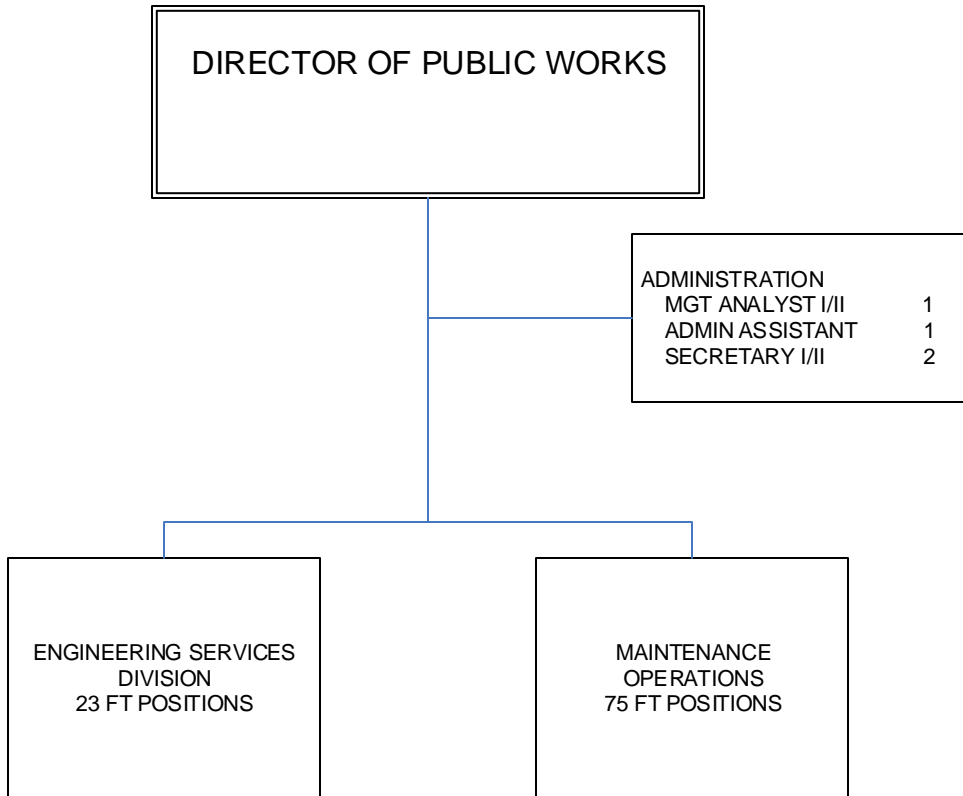 DIRECTOR OF PUBLIC WORKS
ADMINISTRATION
MGT ANALYST I/II 1
ADMIN ASSISTANT 1
SECRETARY I/II 2
ENGINEERING SERVICES
DIVISION
23 FT POSITIONS
MAINTENANCE
OPERATIONS
75 FT POSITIONS